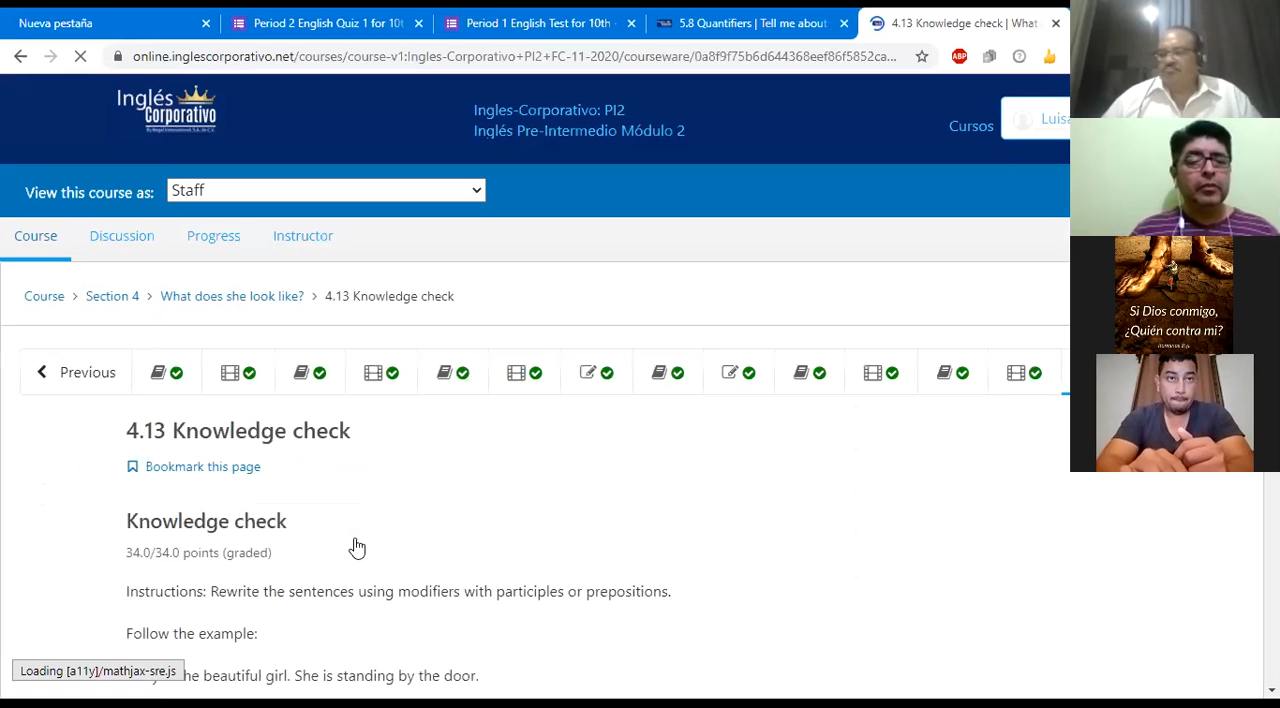 Nueva pestaña
Period 2 English Quiz 1 for 10t
Period 1 English Test for 10th
5.8 Quantifiers | Tell me about
4.13 Knowledge check | What
online.inglescorporativo.net/courses/course-v1:Ingles-Corporativo+PI2+FC-11-2020/courseware/0a8f9f75b6d644368eef86f5852ca...
ABP
Inglés
Corporativo
Ingles-Corporativo: PI2
Inglés Pre-Intermedio Módulo 2
Cursos
Luis
View this course as:
Staff
Course
Discussion
Progress
Instructor
Course > Section 4 > What does she look like? > 4.13 Knowledge check
Previous
4.13 Knowledge check
Bookmark this page
Knowledge check
34.0/34.0 points (graded)
Instructions: Rewrite the sentences using modifiers with participles or prepositions.
Follow the example:
he beautiful girl. She is standing by the door.
Loading [a11y]/mathjax-sre.js
Si Dios conmigo,
¿Quién contra mi?